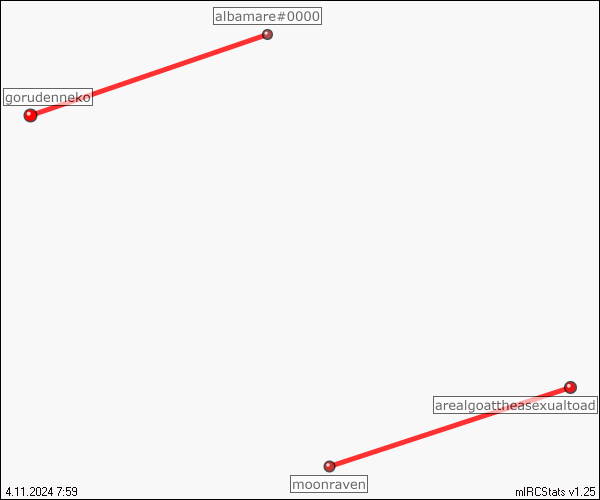 albamare#0000
gorudenneko
arealgoattheasexualtoad
moonraven
4.11.2024 7:59
mIRCStats v1.25